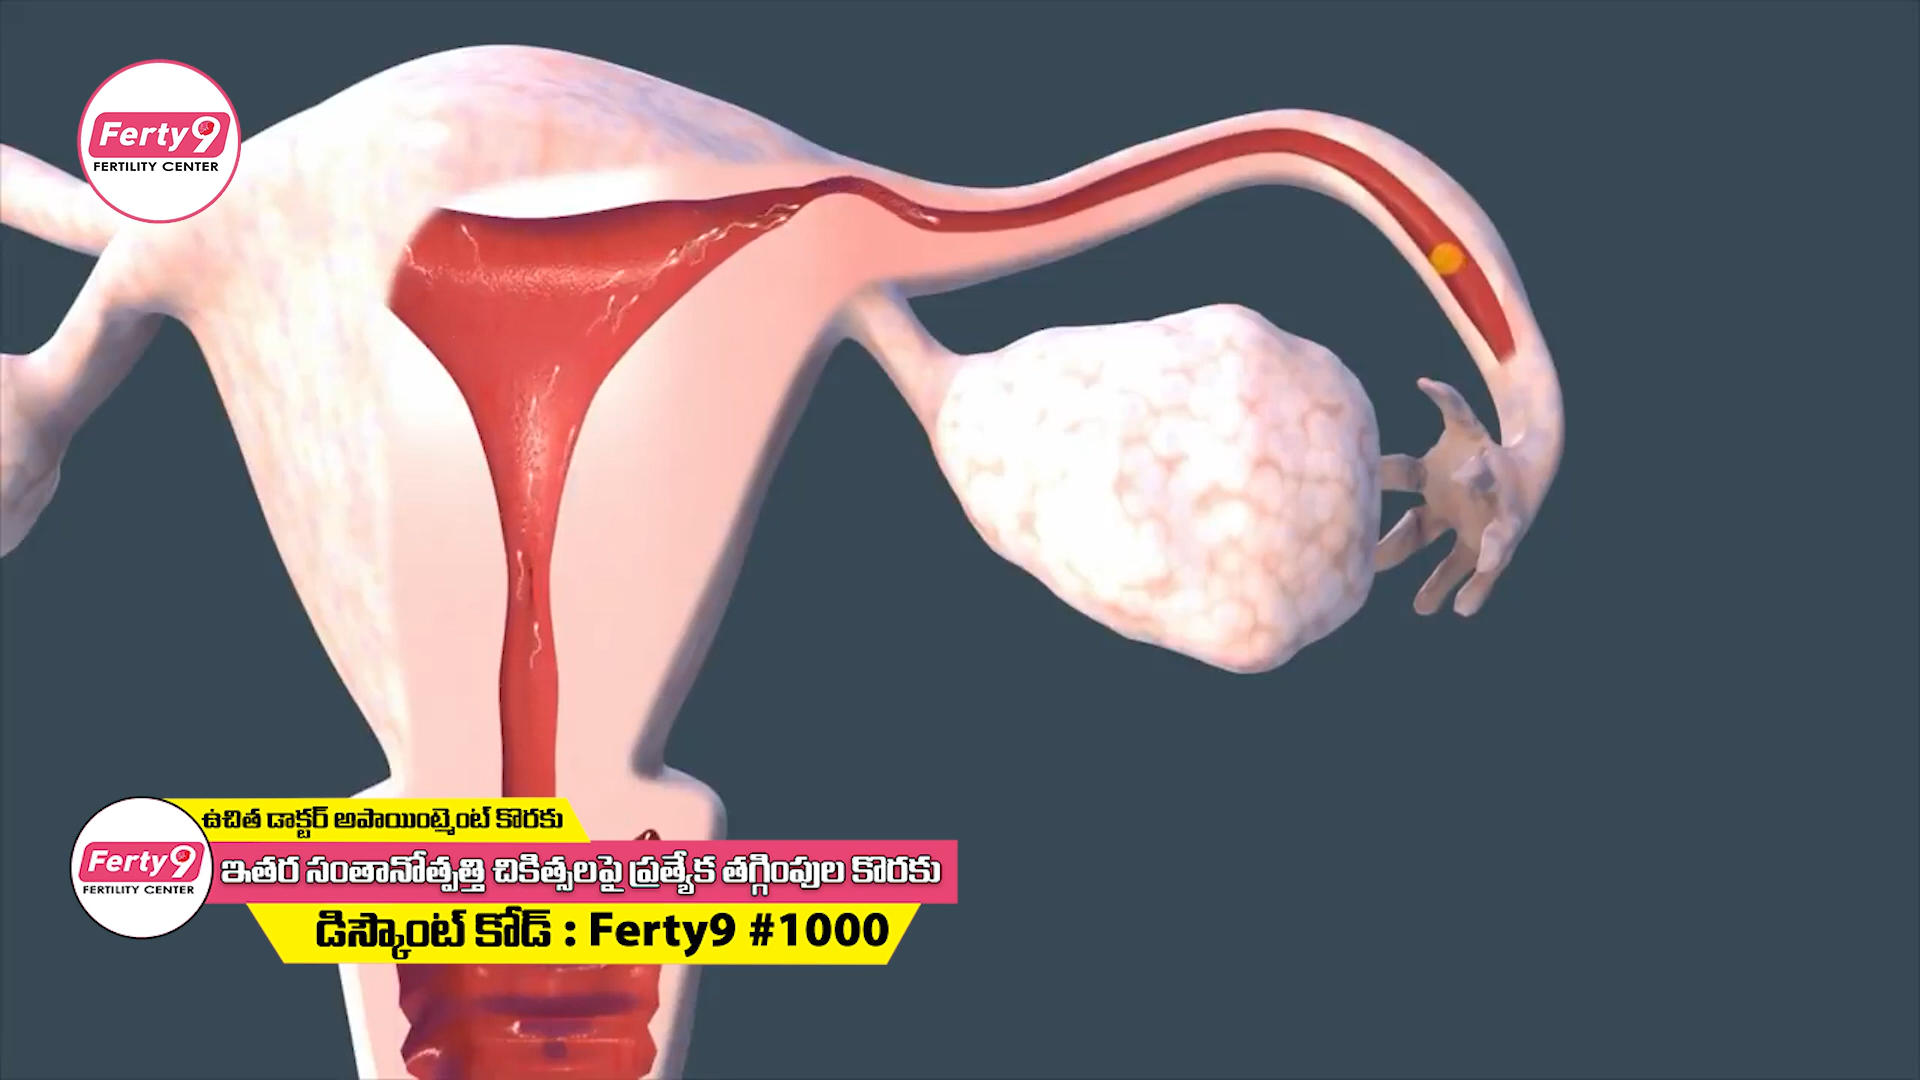 Ferty9
FERTILITY CENTER
ఉచిత డాక్టర్ అపాయింట్మెంట్ కొరకు
Ferty9
FERTILITY CENTER
ఇతర సంతానోత్పత్తి చికిత్సలపై ప్రత్యేక తగ్గింపుల కొరకు
డిస్కౌంట్ కోడ్ : Ferty9 #1000